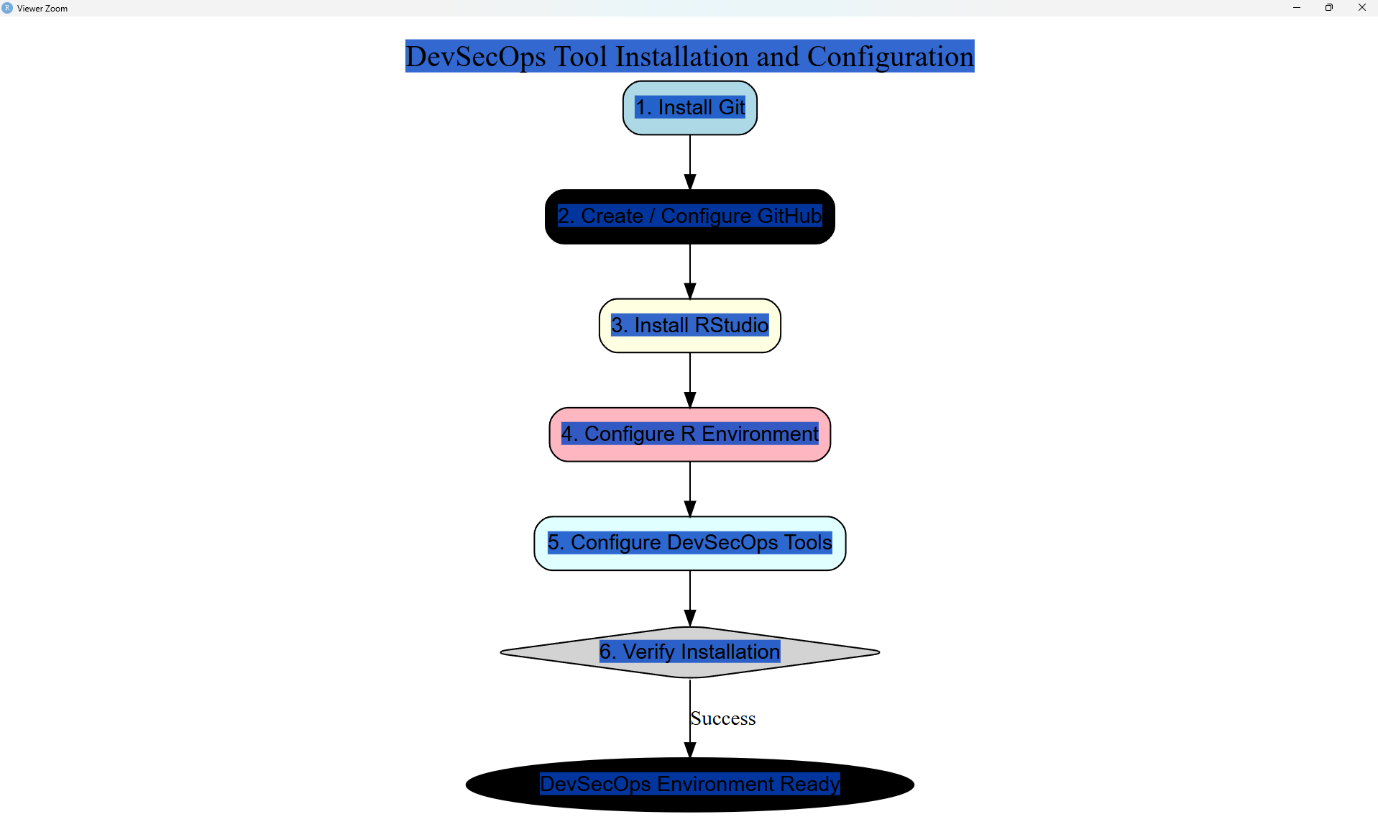 Viewer Zoom
DevSecOps Tool Installation and Configuration
1. Install Git
2. Create / Configure GitHub
3. Install RStudio
4. Configure R Environment
5. Configure DevSecOps Tools
6. Verify Installation
Success
DevSecOps Environment Ready